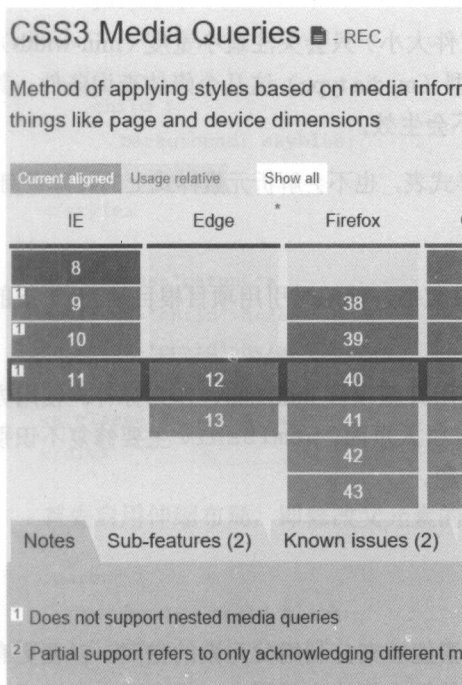 CSS3 Media Queries - REC
Method of applying styles based on media inform
things like page and device dimensions
Current aligned Usage relative Show all
IE Edge * Firefox
8
1 9 38
1 10 39
1 11 12 40
13 41
42
43
Notes Sub-features (2) Known issues (2)
1 Does not support nested media queries
2 Partial support refers to only acknowledging different m